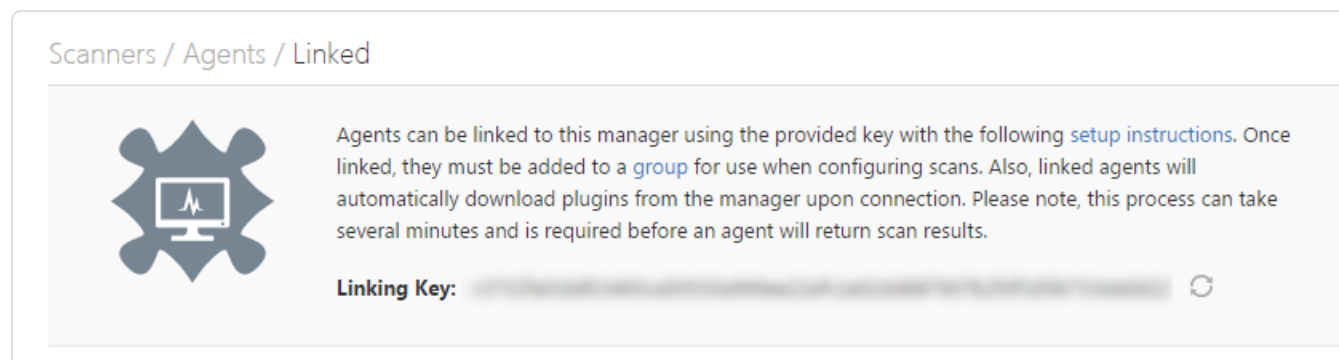 Scanners / Agents / Linked
Agents can be linked to this manager using the provided key with the following setup instructions. Once
linked, they must be added to a group for use when configuring scans. Also, linked agents will
automatically download plugins from the manager upon connection. Please note, this process can take
several minutes and is required before an agent will return scan results.
Linking Key: